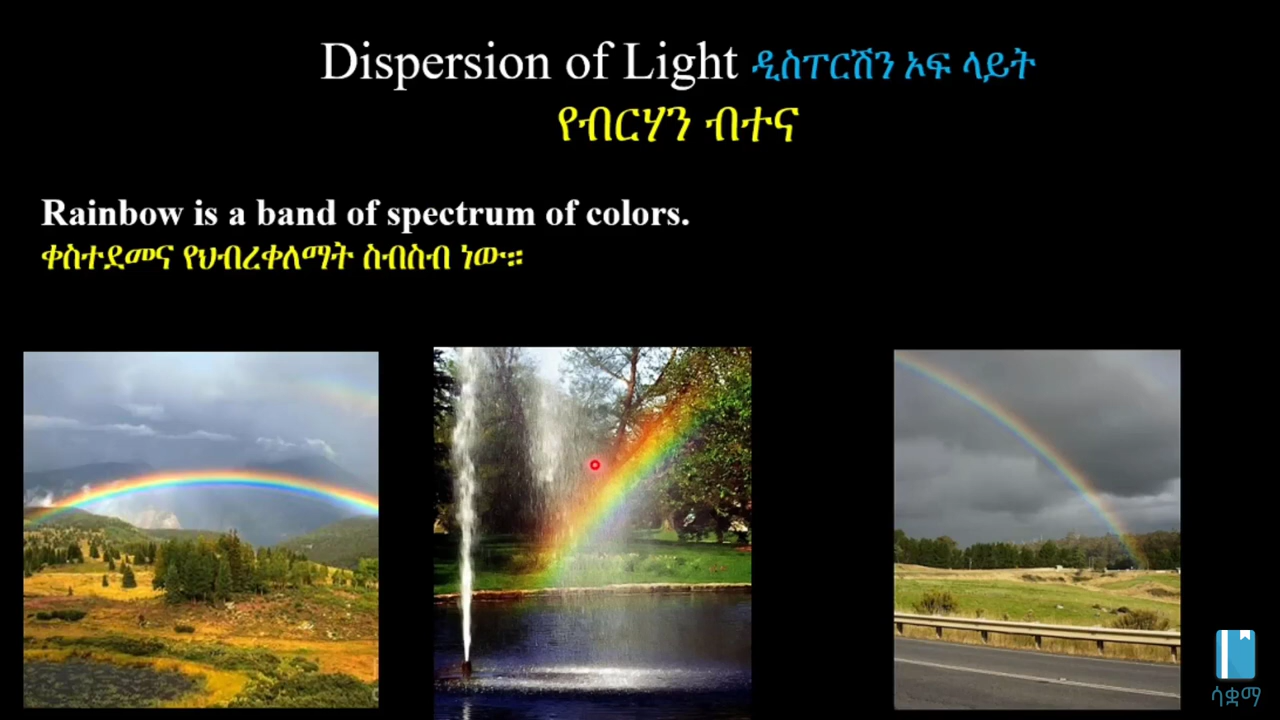 Dispersion of Light ዲስፐርሽን ኦፍ ላይት
የብርሃን ብተና
Rainbow is a band of spectrum of colors.
ቀስተደመና የህብረቀለማት ስብስብ ነው።
ሳቋማ